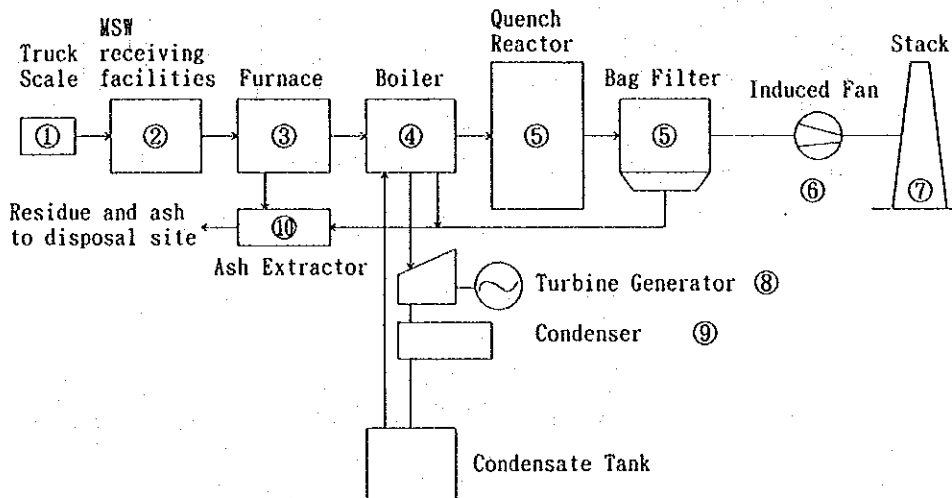 MSW
Truck receiving
Scale facilities
Furnace
Boiler
Quench
Reactor
Bag Filter
Induced Fan
Stack
①
②
③
④
⑤
⑤
⑥
⑦
Residue and ash
to disposal site
⑩
Ash Extractor
Turbine Generator ⑧
Condenser ⑨
Condensate Tank